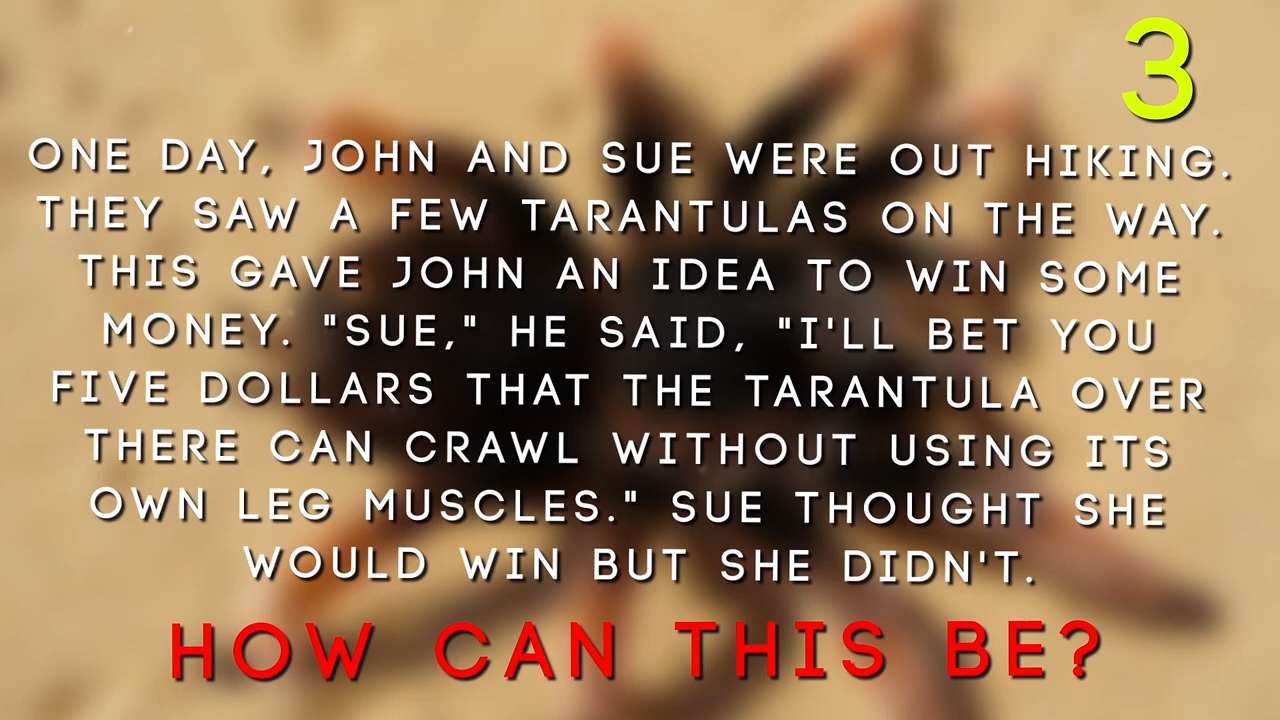 3
ONE DAY, JOHN AND SUE WERE OUT HIKING.
THEY SAW A FEW TARANTULAS ON THE WAY.
THIS GAVE JOHN AN IDEA TO WIN SOME
MONEY. "SUE," HE SAID, "I'LL BET YOU
FIVE DOLLARS THAT THE TARANTULA OVER
THERE CAN CRAWL WITHOUT USING ITS
OWN LEG MUSCLES." SUE THOUGHT SHE
WOULD WIN BUT SHE DIDN'T.
HOW CAN THIS BE?